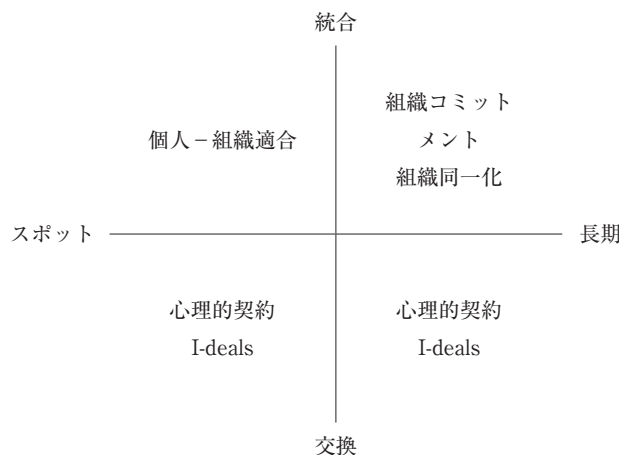 統合
組織コミット
メント
組織同一化
個人－組織適合
スポット
長期
心理的契約
I-deals
心理的契約
I-deals
交換